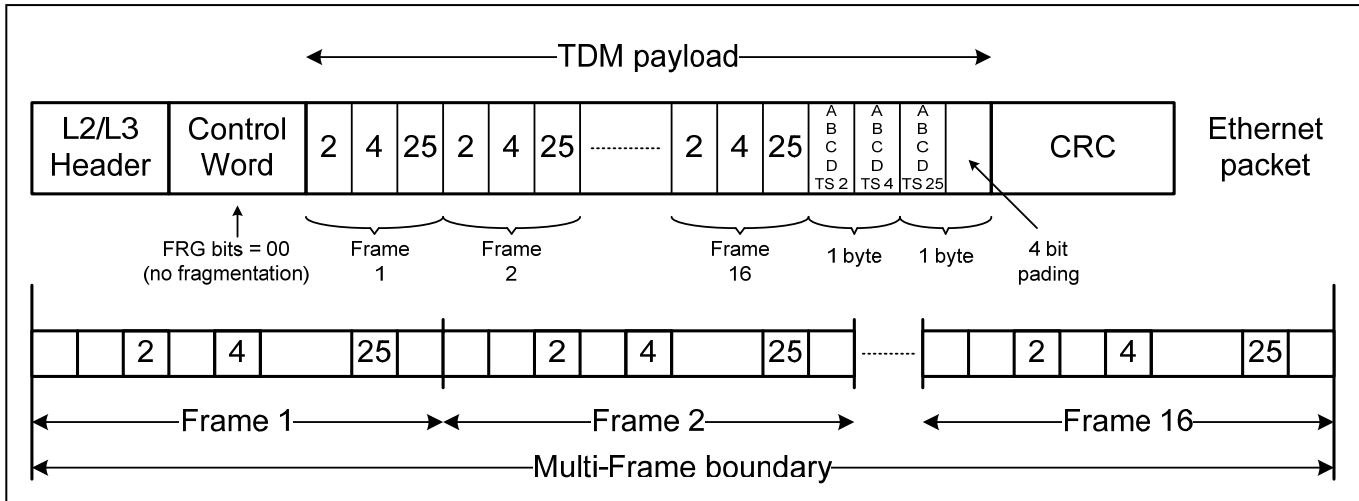 TDM payload
L2/L3 Header
Control Word
2 4 25 2 4 25 2 4 25
A B C D TS 2
A B C D TS 4
A B C D TS 25
CRC
Ethernet packet
FRG bits = 00
(no fragmentation)
Frame 1
Frame 2
Frame 16
1 byte
1 byte
4 bit pading
2 4 25 2 4 25 2 4 25
Frame 1
Frame 2
Frame 16
Multi-Frame boundary